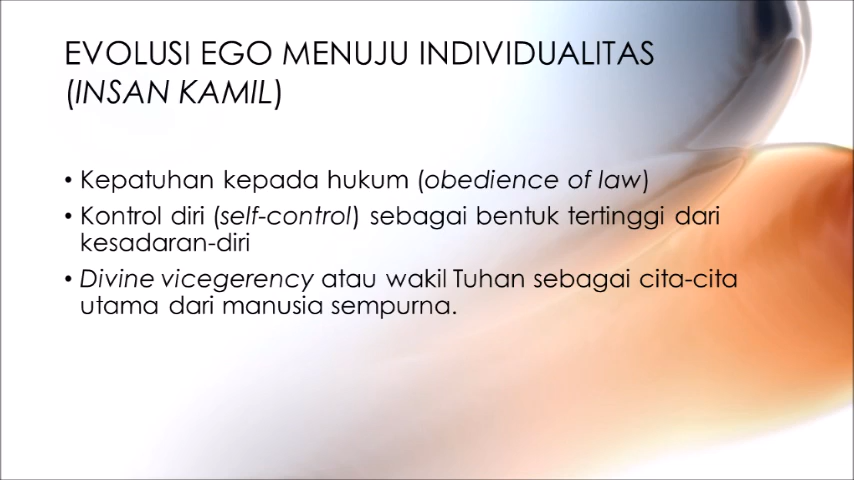 EVOLUSI EGO MENUJU INDIVIDUALITAS
(INSAN KAMIL)
• Kepatuhan kepada hukum (obedience of law)
• Kontrol diri (self-control) sebagai bentuk tertinggi dari
kesadaran-diri
• Divine vicegerency atau wakil Tuhan sebagai cita-cita
utama dari manusia sempurna.